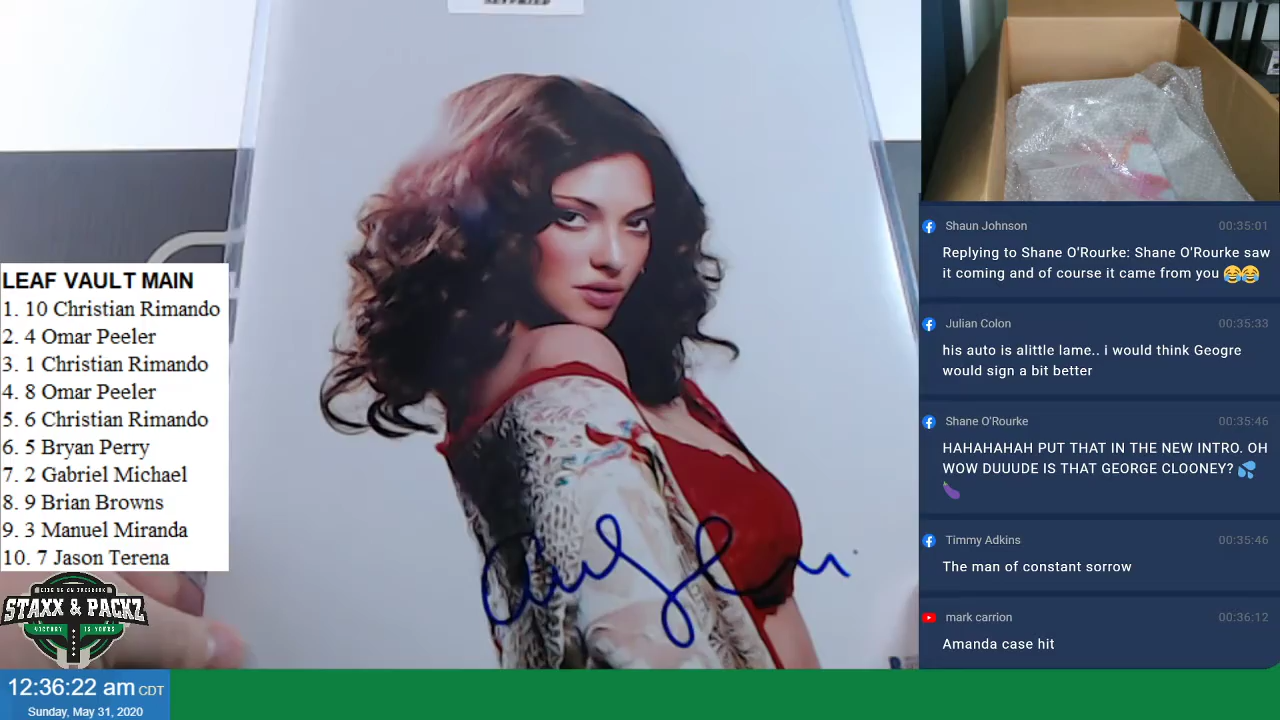 LEAF VAULT MAIN
1. 10 Christian Rimando
2. 4 Omar Peeler
3. 1 Christian Rimando
4. 8 Omar Peeler
5. 6 Christian Rimando
6. 5 Bryan Perry
7. 2 Gabriel Michael
8. 9 Brian Browns
9. 3 Manuel Miranda
10. 7 Jason Terena
STAXX & PACKZ
VICTORY IS YOURS
12:36:22 am CDT
Sunday, May 31, 2020
Shaun Johnson 00:35:01
Replying to Shane O'Rourke: Shane O'Rourke saw
it coming and of course it came from you 😂😂
Julian Colon 00:35:33
his auto is alittle lame.. i would think Geogre
would sign a bit better
Shane O'Rourke 00:35:46
HAHAHAHAH PUT THAT IN THE NEW INTRO. OH
WOW DUUUDE IS THAT GEORGE CLOONEY? 💦
🍆
Timmy Adkins 00:35:46
The man of constant sorrow
mark carrion 00:36:12
Amanda case hit